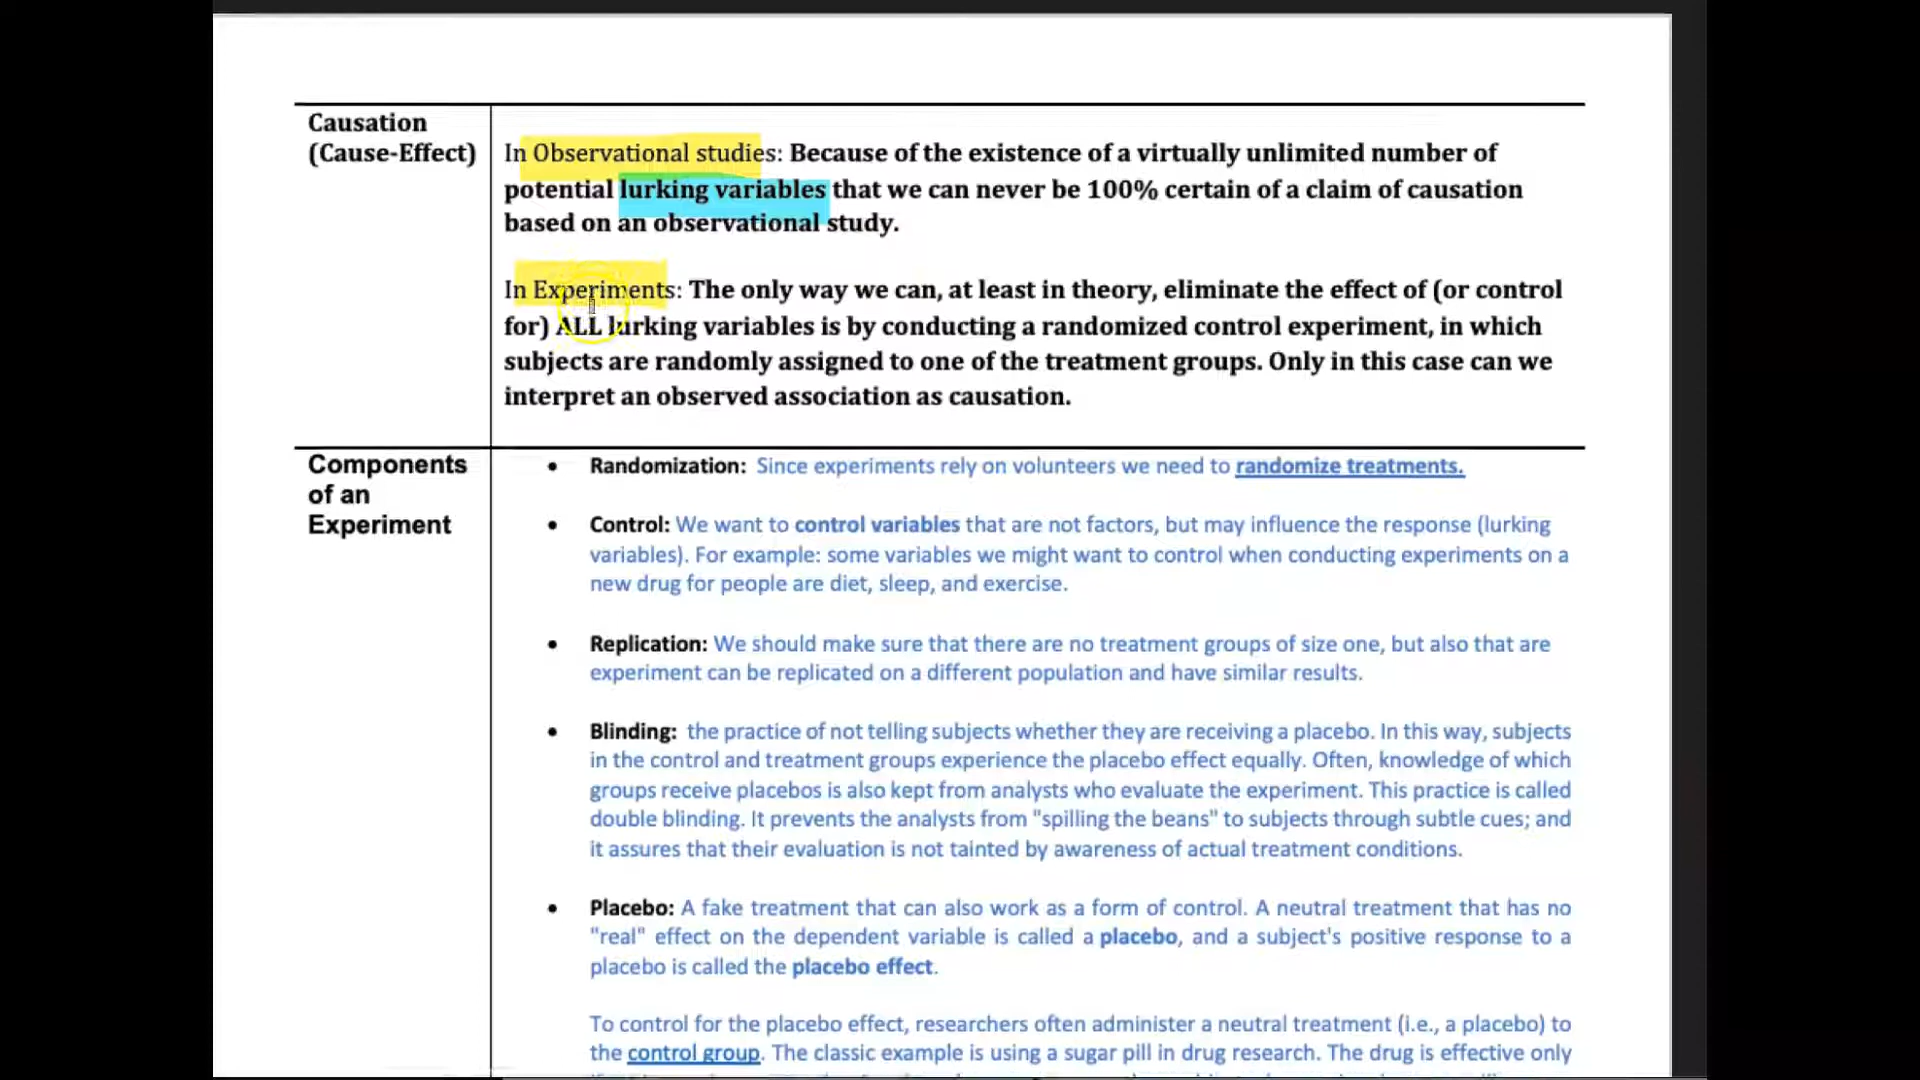 Causation
(Cause-Effect)
In Observational studies: Because of the existence of a virtually unlimited number of
potential lurking variables that we can never be 100% certain of a claim of causation
based on an observational study.
In Experiments: The only way we can, at least in theory, eliminate the effect of (or control
for) ALL lurking variables is by conducting a randomized control experiment, in which
subjects are randomly assigned to one of the treatment groups. Only in this case can we
interpret an observed association as causation.
Components
of an
Experiment
• Randomization: Since experiments rely on volunteers we need to randomize treatments.
• Control: We want to control variables that are not factors, but may influence the response (lurking
variables). For example: some variables we might want to control when conducting experiments on a
new drug for people are diet, sleep, and exercise.
• Replication: We should make sure that there are no treatment groups of size one, but also that are
experiment can be replicated on a different population and have similar results.
• Blinding: the practice of not telling subjects whether they are receiving a placebo. In this way, subjects
in the control and treatment groups experience the placebo effect equally. Often, knowledge of which
groups receive placebos is also kept from analysts who evaluate the experiment. This practice is called
double blinding. It prevents the analysts from "spilling the beans" to subjects through subtle cues; and
it assures that their evaluation is not tainted by awareness of actual treatment conditions.
• Placebo: A fake treatment that can also work as a form of control. A neutral treatment that has no
"real" effect on the dependent variable is called a placebo, and a subject's positive response to a
placebo is called the placebo effect.
To control for the placebo effect, researchers often administer a neutral treatment (i.e., a placebo) to
the control group. The classic example is using a sugar pill in drug research. The drug is effective only